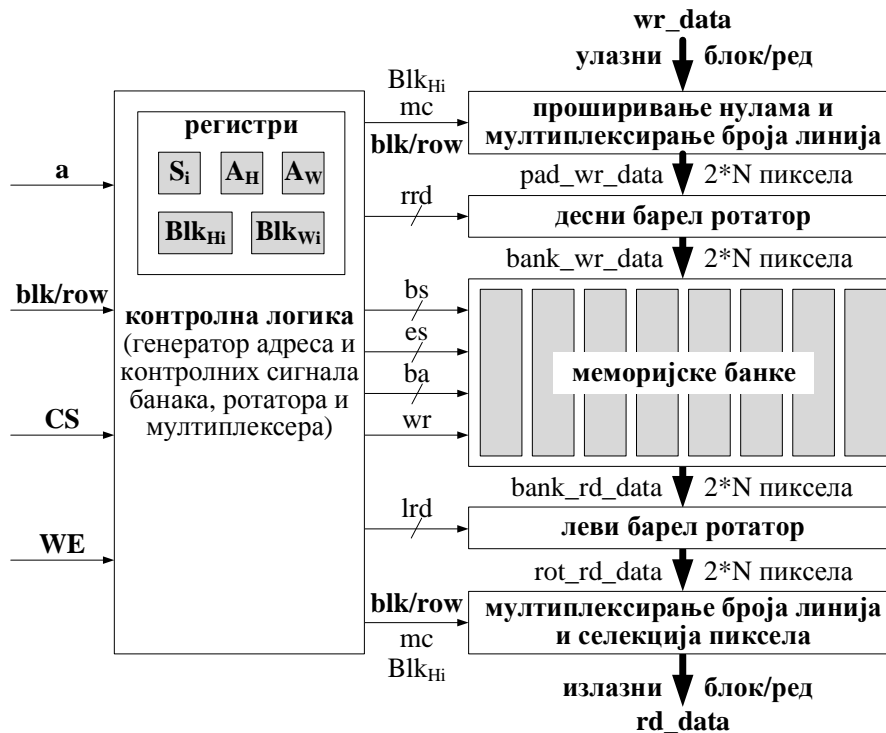 wr_data
улазни блок/ред
Blk_Hi
mc
blk/row
проширивање нулама и
мултиплексирање броја линија
регистри
S_i A_H A_W
Blk_Hi Blk_Wi
a
pad_wr_data 2*N пиксела
rrd
десни барел ротатор
bank_wr_data 2*N пиксела
blk/row
контролна логика
(генератор адреса и
контролних сигнала
банака, ротатора и
мултиплексера)
bs
es
ba
wr
меморијске банке
CS
bank_rd_data 2*N пиксела
lrd
леви барел ротатор
WE
rot_rd_data 2*N пиксела
blk/row
mc
Blk_Hi
мултиплексирање броја линија
и селекција пиксела
излазни блок/ред
rd_data